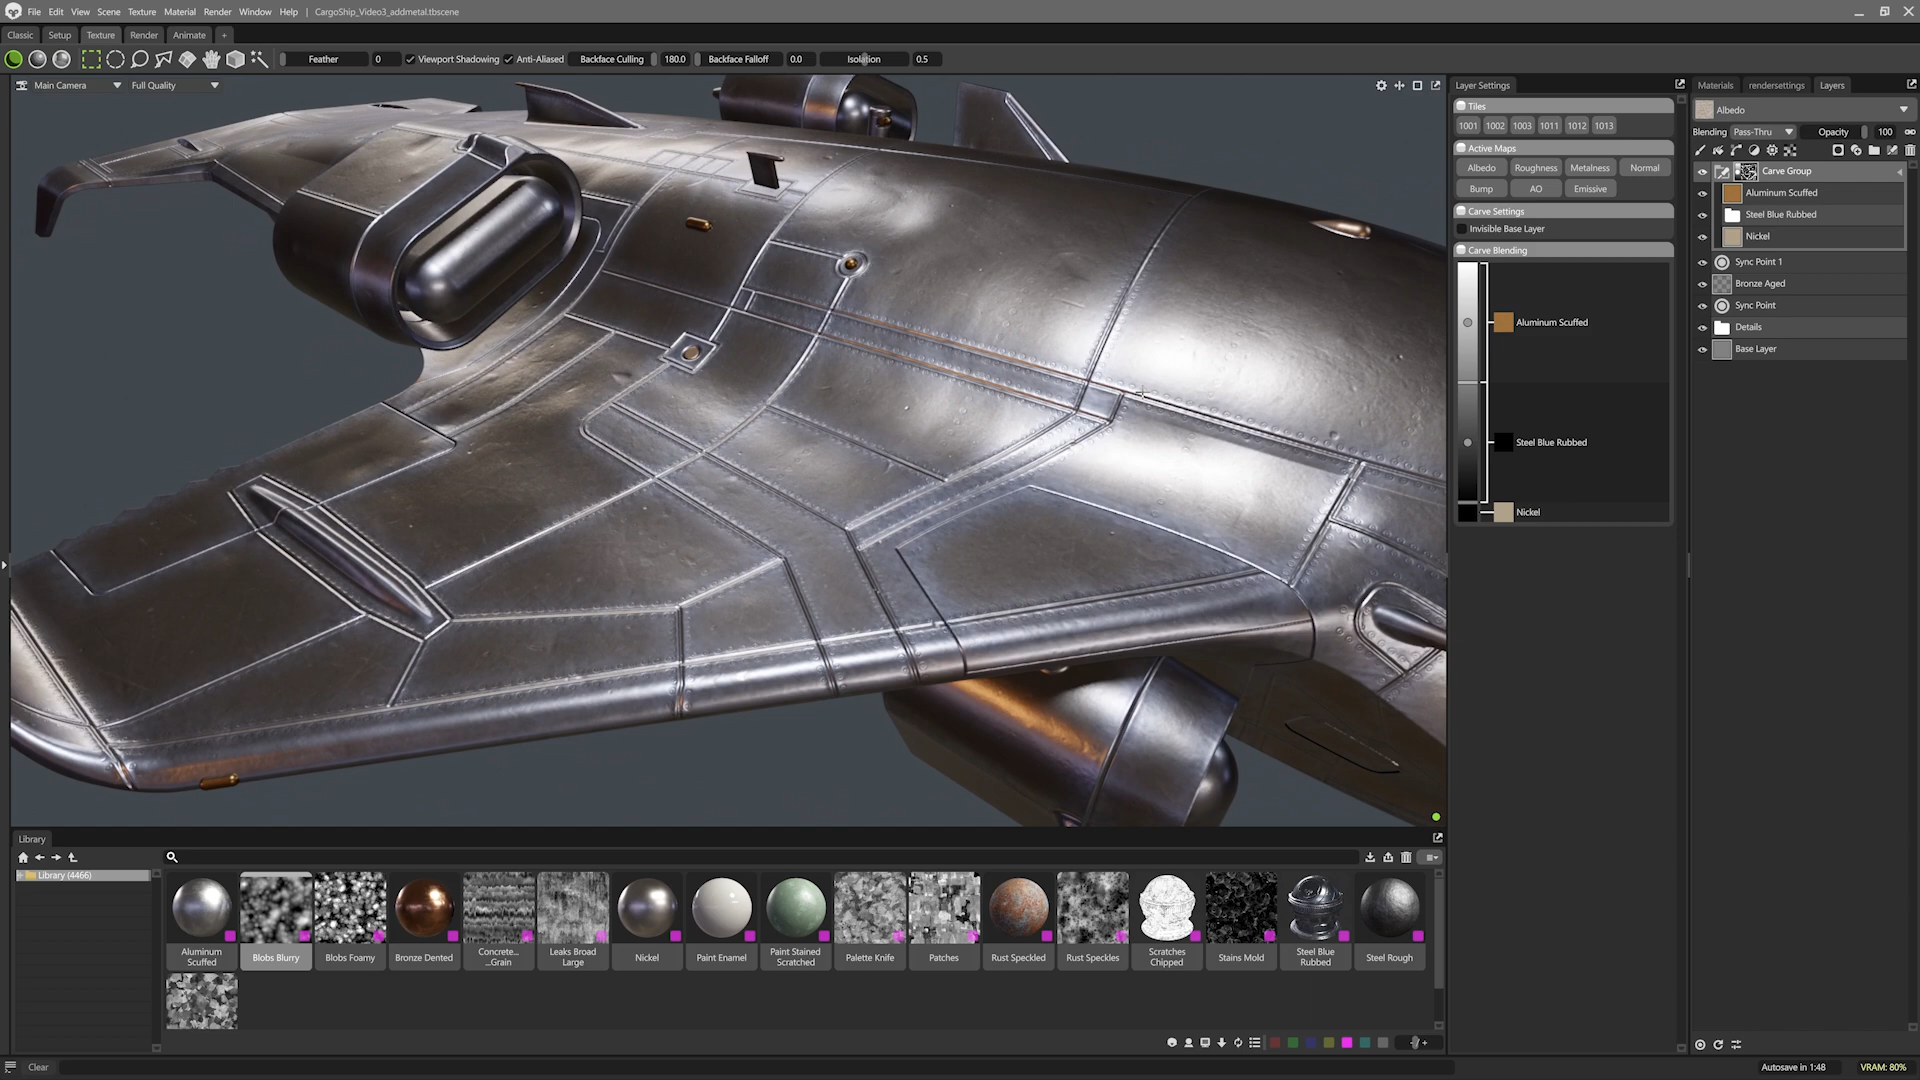 File Edit View Scene Texture Material Render Window Help | CargoShip_Video3_addmetal.tbscene
Classic Setup Texture Render Animate +
Feather 0 Viewport Shadowing Anti-Aliased Backface Culling 180.0 Backface Falloff 0.0 Isolation 0.5
Main Camera Full Quality
Layer Settings
Tiles
1001 1002 1003 1011 1012 1013
Active Maps
Albedo Roughness Metalness Normal
Bump AO Emissive
Carve Settings
Invisible Base Layer
Carve Blending
Aluminum Scuffed
Steel Blue Rubbed
Nickel
Materials rendersettings Layers
Albedo
Blending Pass-Thru Opacity 100
Carve Group
Aluminum Scuffed
Steel Blue Rubbed
Nickel
Sync Point 1
Bronze Aged
Sync Point
Details
Base Layer
Library
Library (4466)
Aluminum Scuffed
Blobs Blurry
Blobs Foamy
Bronze Dented
Concrete... ...Grain
Leaks Broad Large
Nickel
Paint Enamel
Paint Stained Scratched
Palette Knife
Patches
Rust Speckled
Rust Speckles
Scratches Chipped
Stains Mold
Steel Blue Rubbed
Steel Rough
Clear
Autosave in 1:48 VRAM: 80%